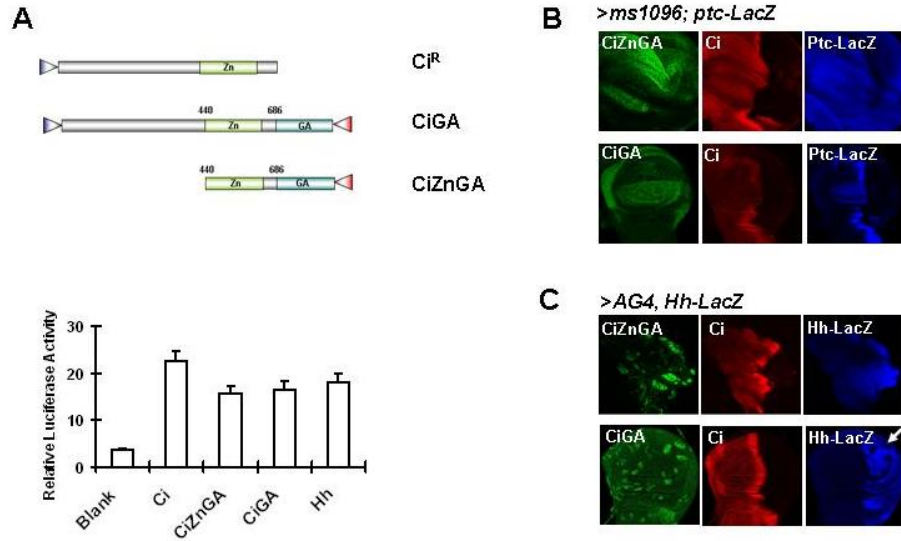 A
Zn
Ciᴿ
440 686
Zn GA
CiGA
440 686
Zn GA
CiZnGA
Relative Luciferase Activity
30
20
10
0
Blank Ci CiZnGA CiGA Hh
B
>ms1096; ptc-LacZ
CiZnGA Ci Ptc-LacZ
CiGA Ci Ptc-LacZ
C
>AG4, Hh-LacZ
CiZnGA Ci Hh-LacZ
CiGA Ci Hh-LacZ